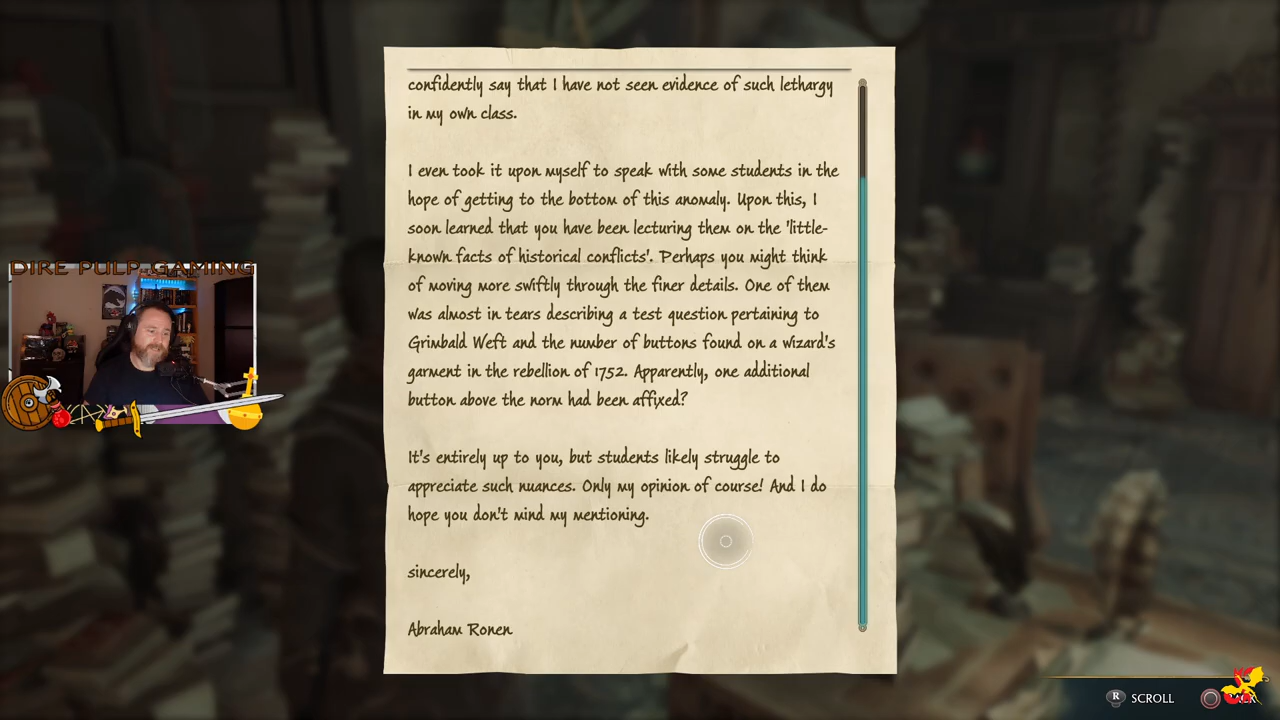 confidently say that I have not seen evidence of such lethargy
in my own class.
I even took it upon myself to speak with some students in the
hope of getting to the bottom of this anomaly. Upon this, I
soon learned that you have been lecturing them on the 'little-
known facts of historical conflicts'. Perhaps you might think
of moving more swiftly through the finer details. One of them
was almost in tears describing a test question pertaining to
Grimbald Weft and the number of buttons found on a wizard's
garment in the rebellion of 1752. Apparently, one additional
button above the norm had been affixed?
It's entirely up to you, but students likely struggle to
appreciate such nuances. Only my opinion of course! And I do
hope you don't mind my mentioning.
sincerely,
Abraham Ronen
DIRE PULP GAMING
R SCROLL